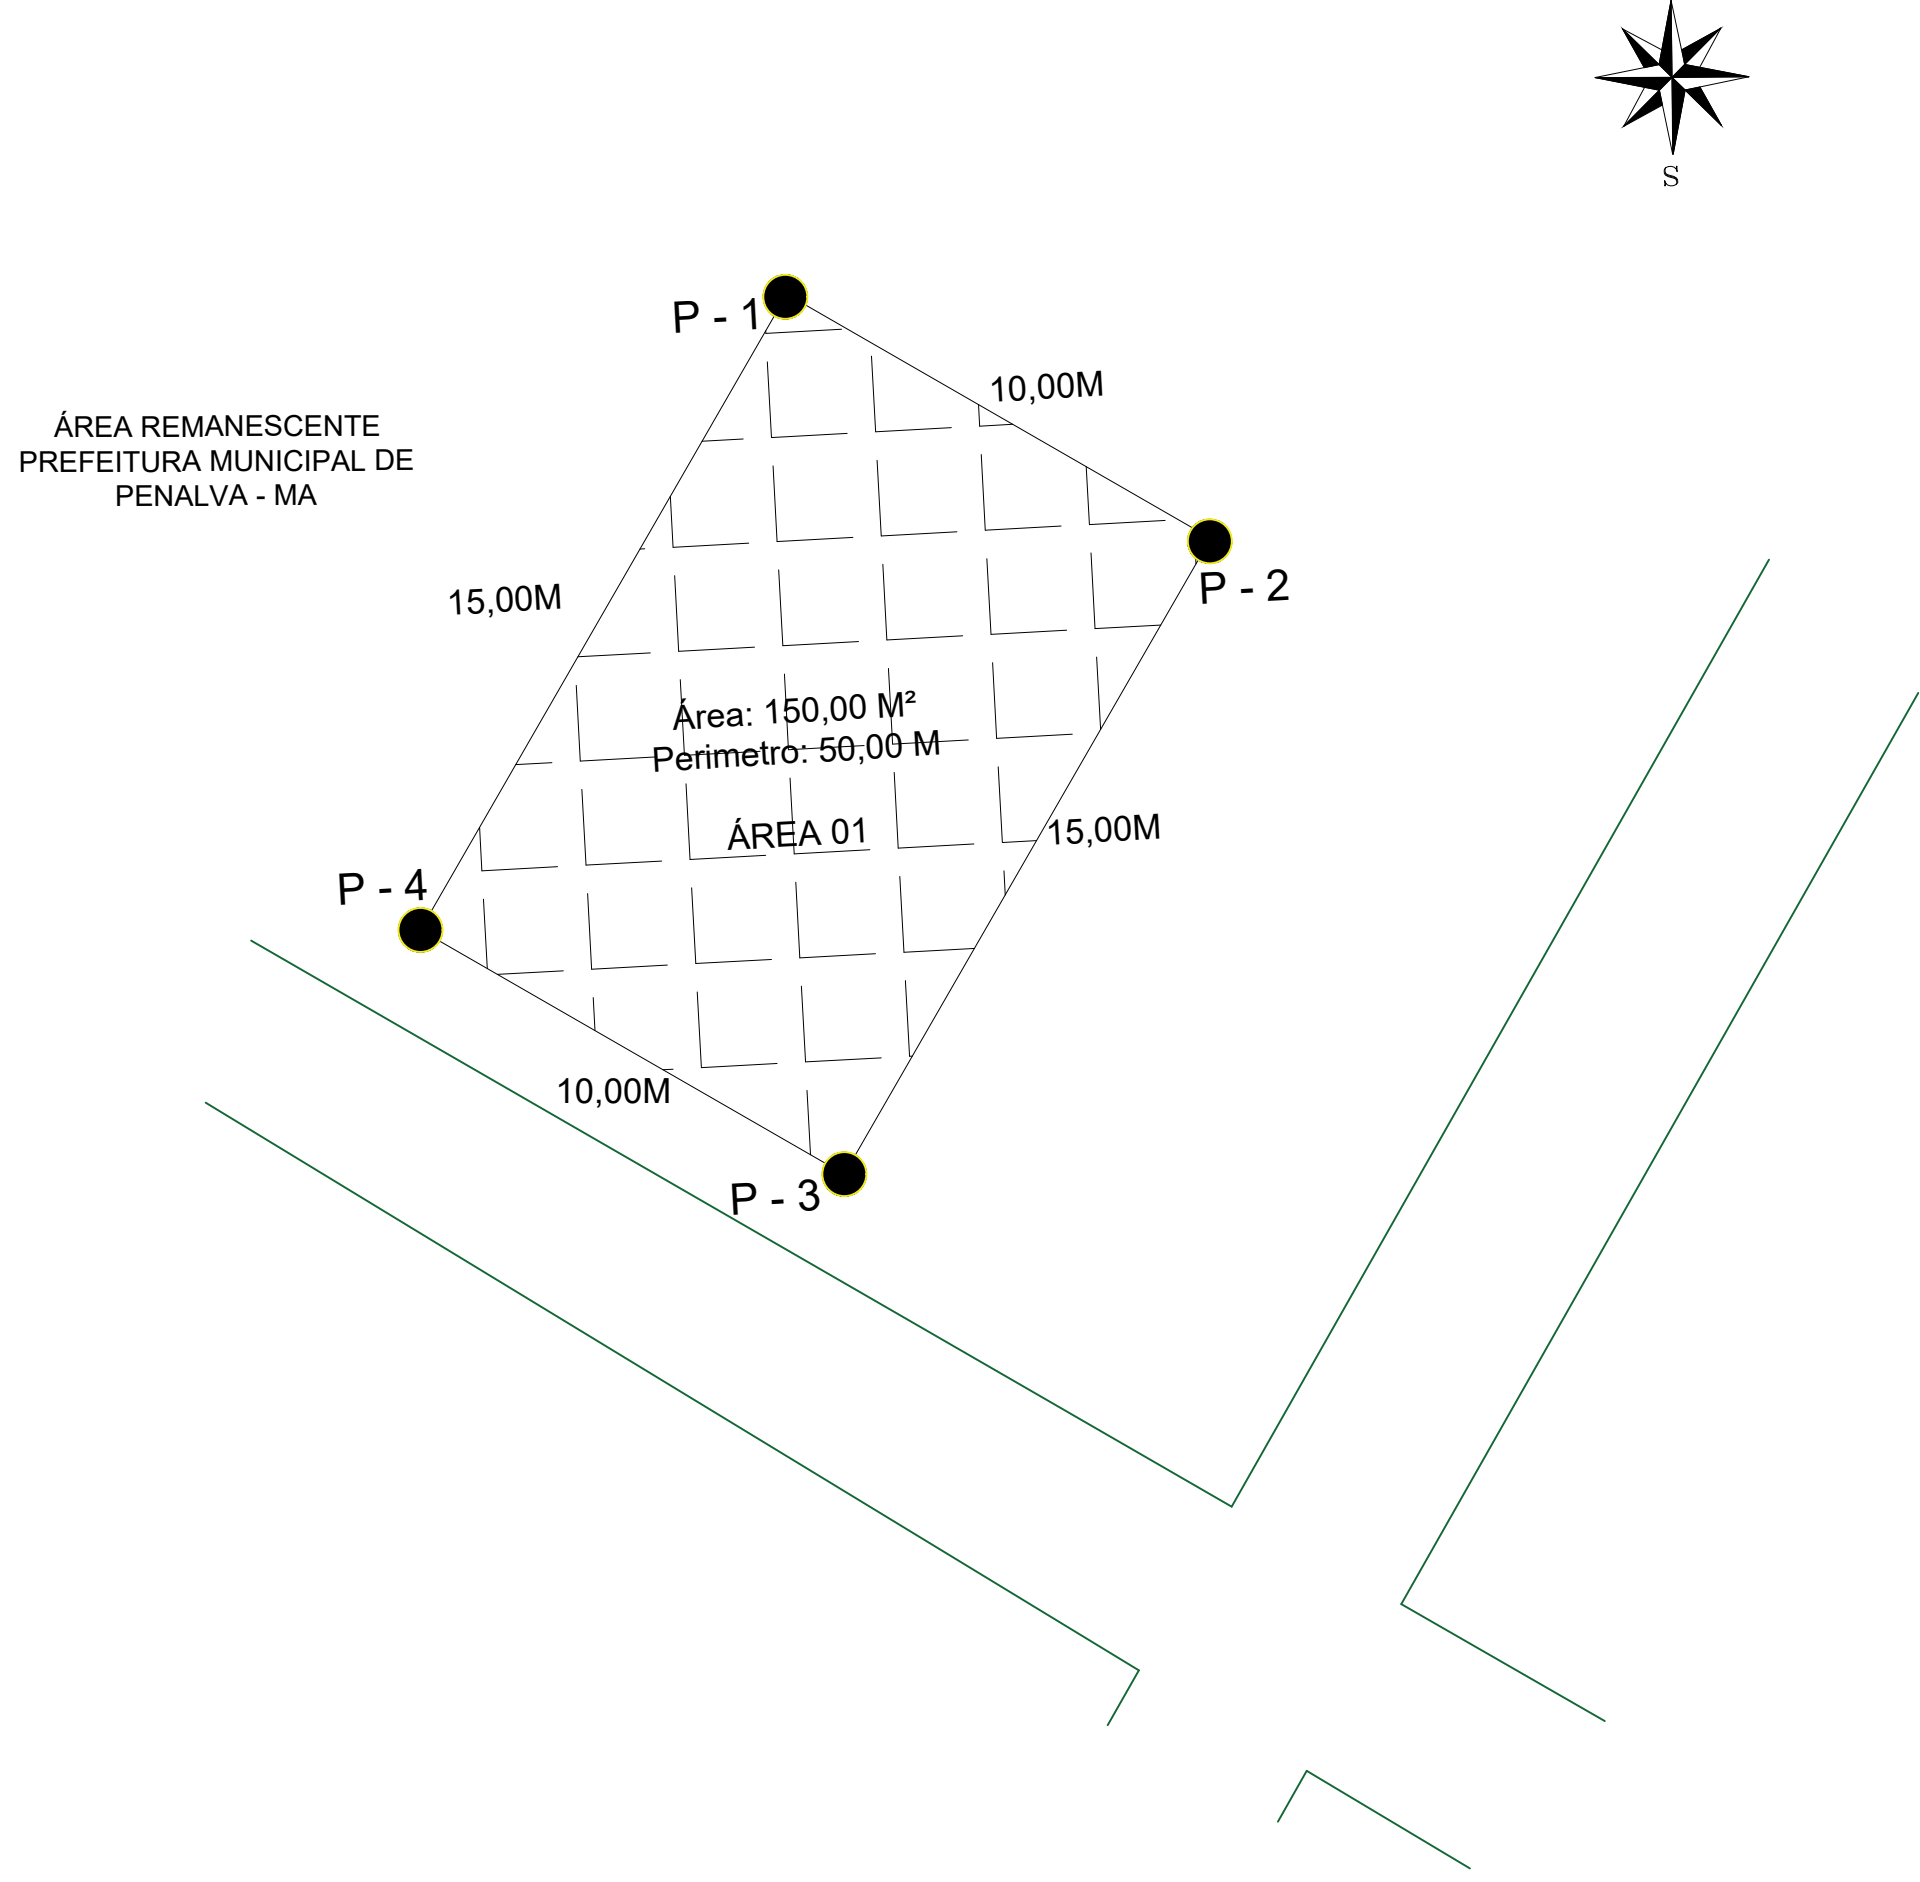 S
P - 1
10,00M
ÁREA REMANESCENTE
PREFEITURA MUNICIPAL DE
PENALVA - MA
15,00M
P - 2
Área: 150,00 M²
Perimetro: 50,00 M
ÁREA 01
15,00M
P - 4
10,00M
P - 3